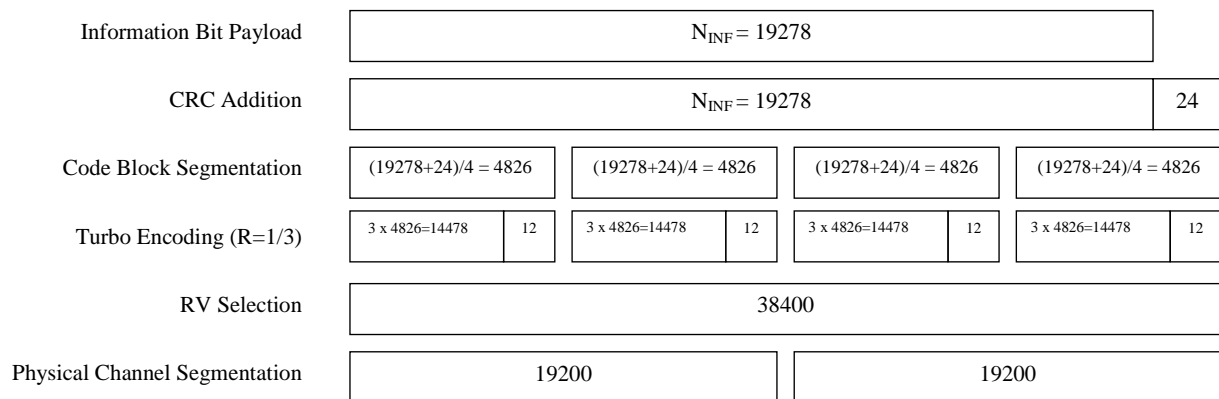 Information Bit Payload N_INF = 19278
CRC Addition N_INF = 19278 24
Code Block Segmentation (19278+24)/4 = 4826 (19278+24)/4 = 4826 (19278+24)/4 = 4826 (19278+24)/4 = 4826
Turbo Encoding (R=1/3) 3 x 4826=14478 12 3 x 4826=14478 12 3 x 4826=14478 12 3 x 4826=14478 12
RV Selection 38400
Physical Channel Segmentation 19200 19200